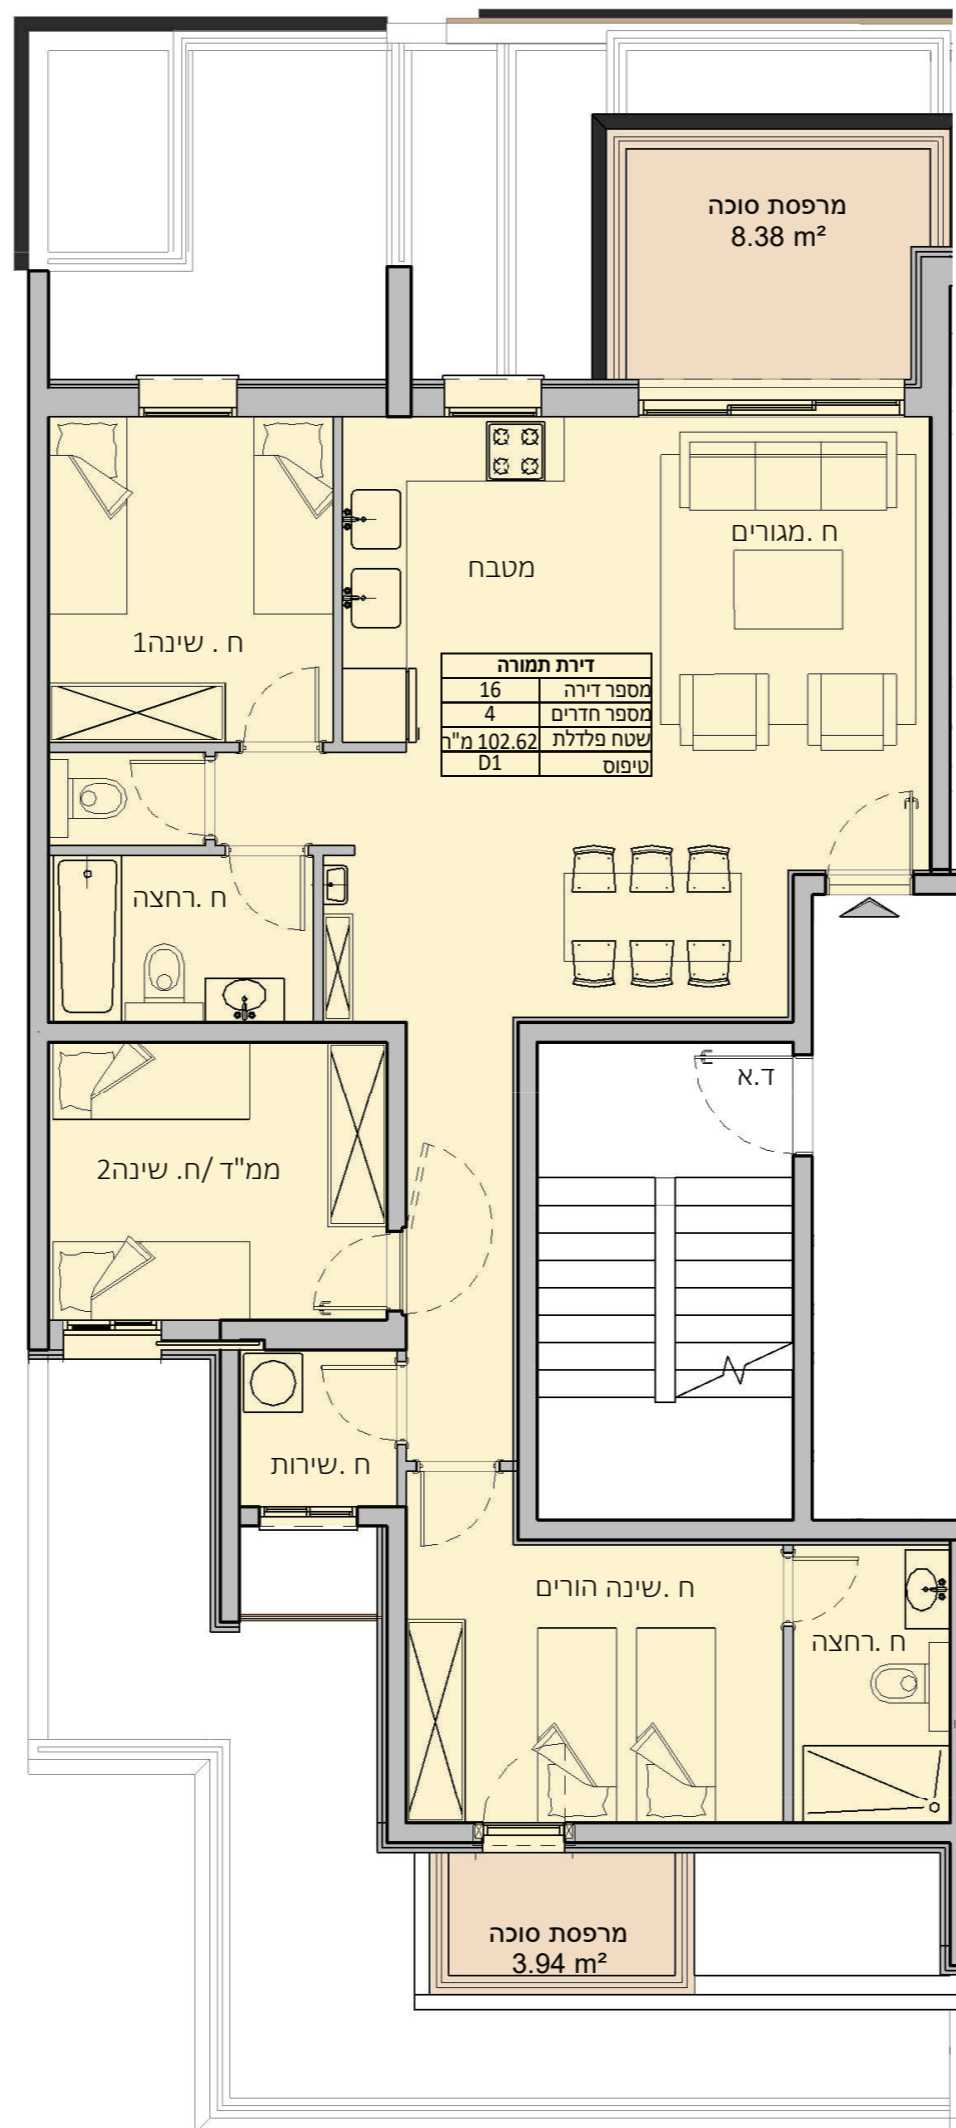 מרפסת סוכה
8.38 m²
ח .מגורים
מטבח
ח . שינה1
דירת תמורה
מספר דירה 16
מספר חדרים 4
שטח פלדלת 102.62 מ"ר
טיפוס D1
ח .רחצה
ד.א
ממ"ד /ח. שינה2
ח .שירות
ח .שינה הורים
ח .רחצה
מרפסת סוכה
3.94 m²